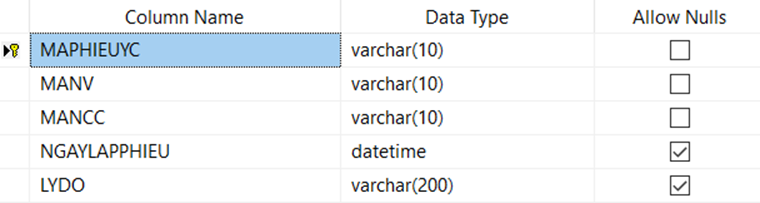 Column Name Data Type Allow Nulls
MAPHIEUYC varchar(10)
MANV varchar(10)
MANCC varchar(10)
NGAYLAPPHIEU datetime
LYDO varchar(200)